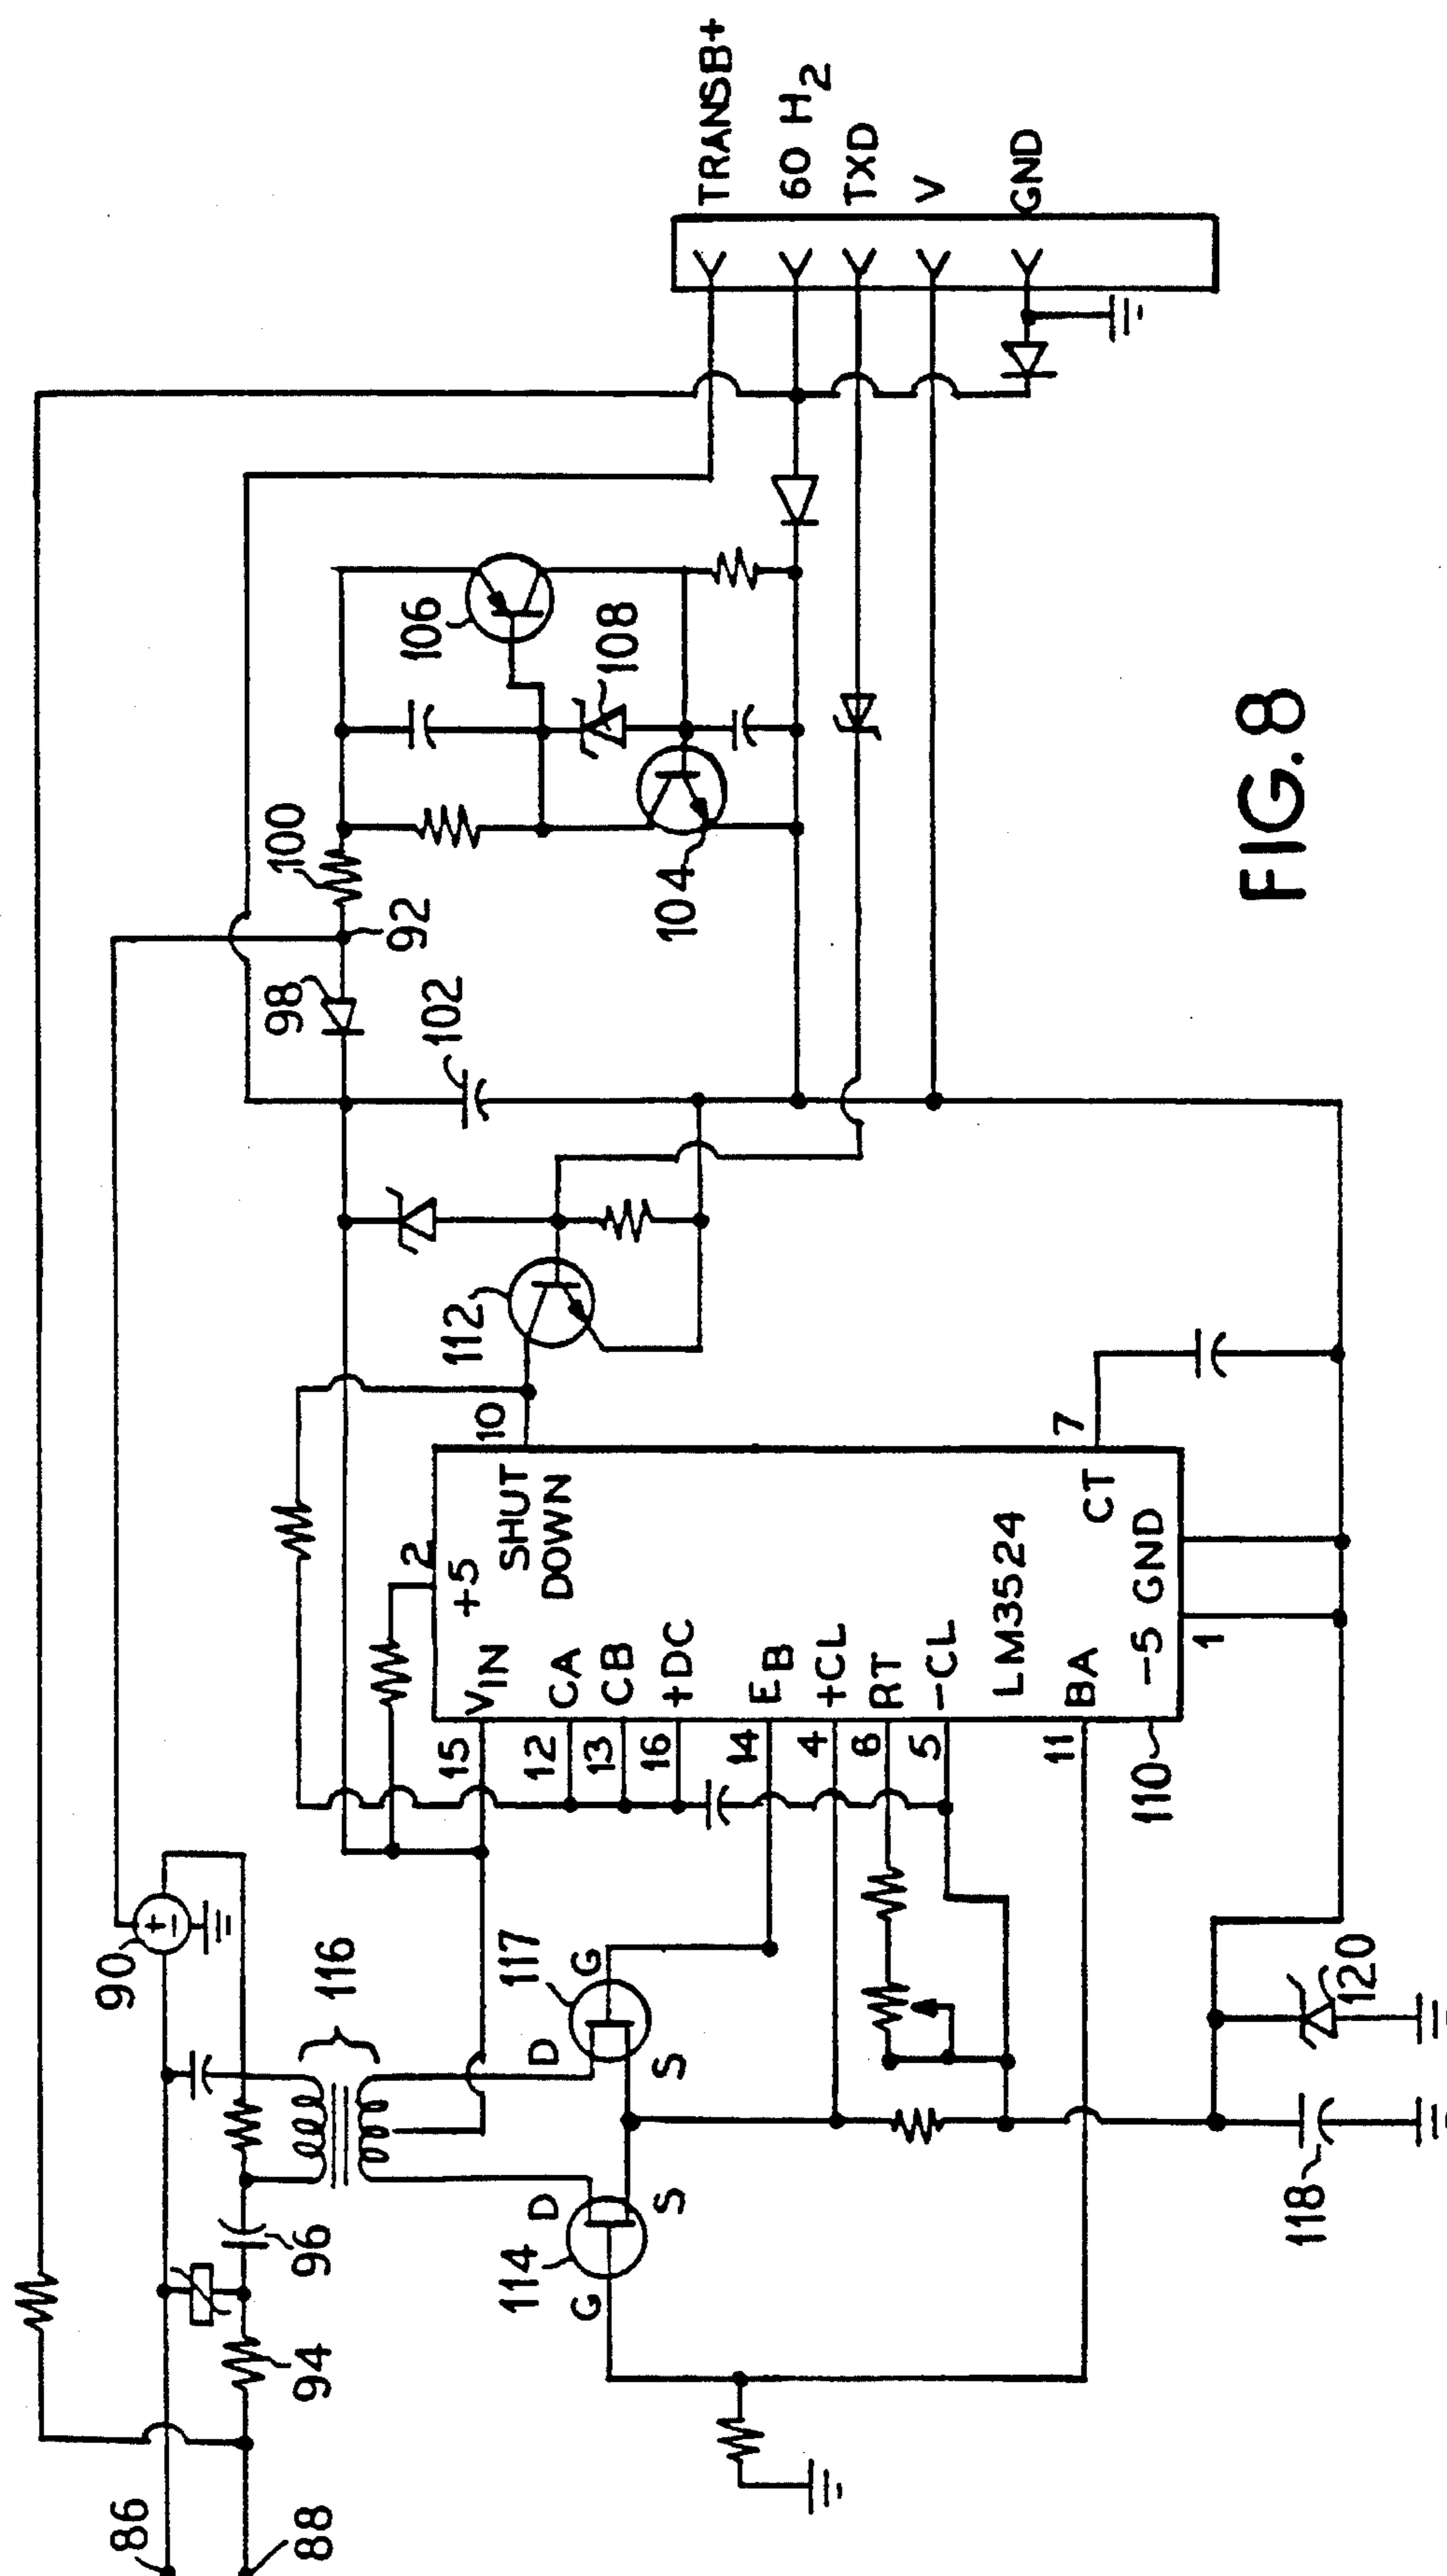 TRANSB+
60 H2
TXD
V
GND
106
108
100
104
92
98
102
112
10
7
2
+5
SHUT
DOWN
CT
VIN
CA
CB
+DC
EB
+CL
RT
-CL
LM3524
BA
-5 GND
15
12
13
16
14
4
6
5
11
1
110
90
116
117
G
D
S
120
118
96
94
114
D
S
G
86
88
FIG. 8